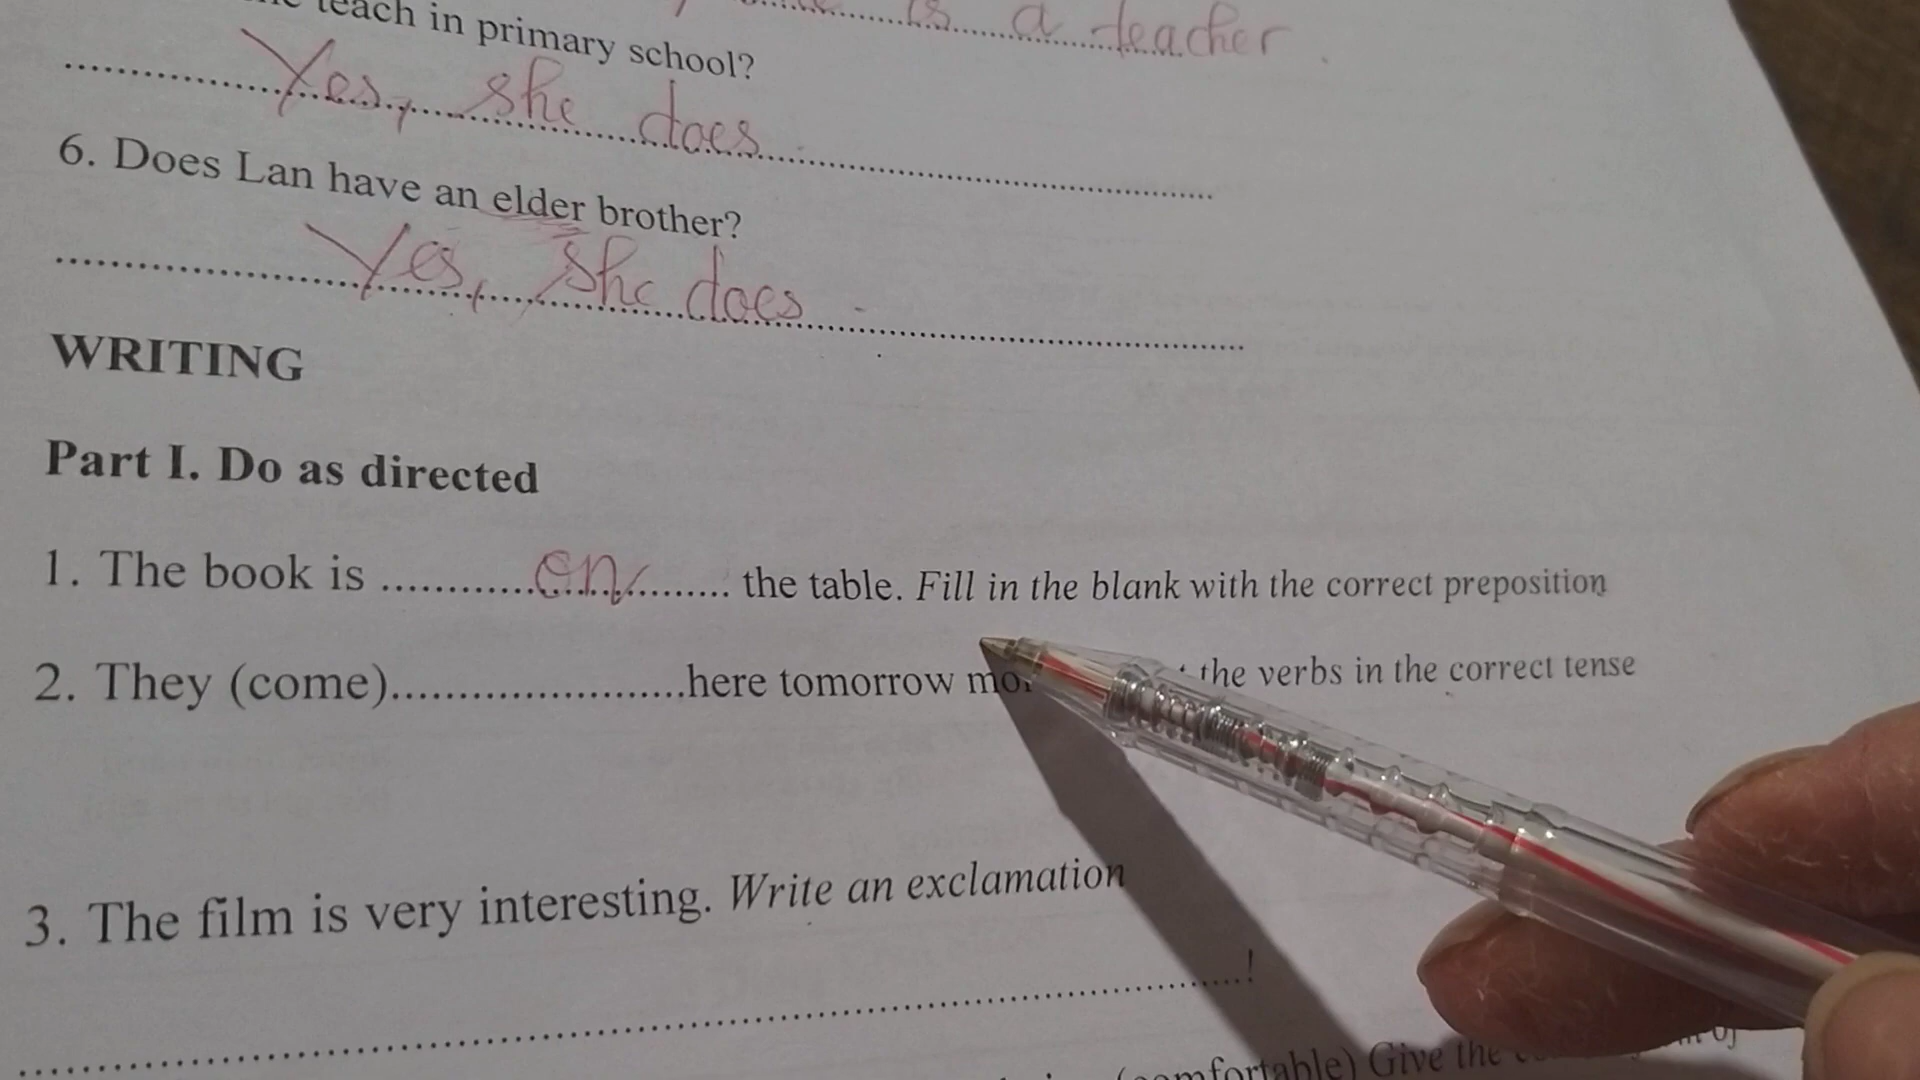 is a teacher.
teach in primary school?
Yes, she does
6. Does Lan have an elder brother?
Yes, she does.
WRITING
Part I. Do as directed
1. The book is ............on......... the table. Fill in the blank with the correct preposition
2. They (come)......................here tomorrow the verbs in the correct tense
3. The film is very interesting. Write an exclamation
....................!
(comfortable) Give the of